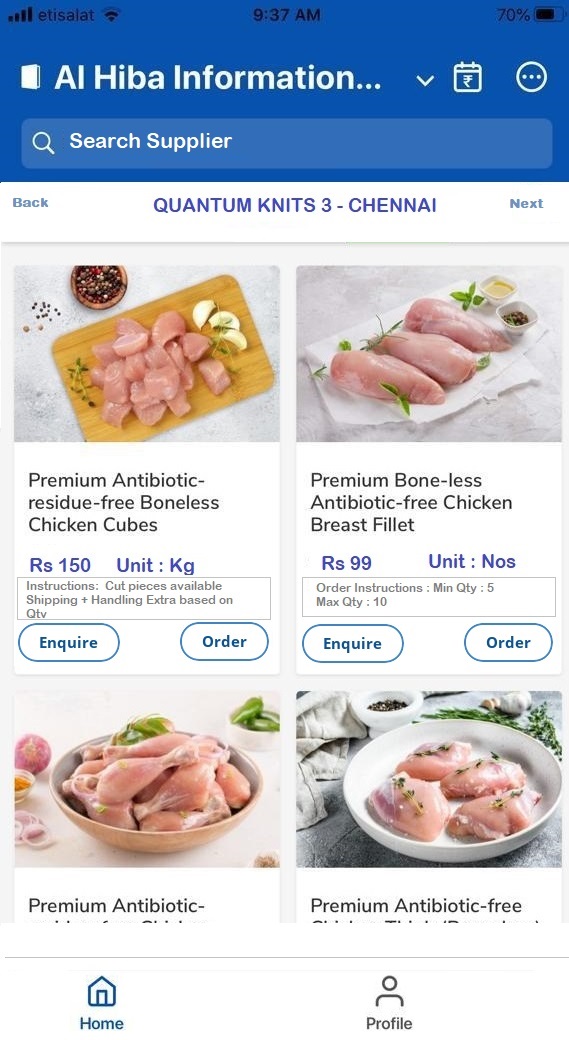 etisalat 9:37 AM 70%
Al Hiba Information...
Search Supplier
Back QUANTUM KNITS 3 - CHENNAI Next
Premium Antibiotic-
residue-free Boneless
Chicken Cubes
Rs 150 Unit : Kg
Instructions: Cut pieces available
Shipping + Handling Extra based on
Qty
Enquire Order
Premium Bone-less
Antibiotic-free Chicken
Breast Fillet
Rs 99 Unit : Nos
Order Instructions : Min Qty : 5
Max Qty : 10
Enquire Order
Premium Antibiotic-
Premium Antibiotic-free
Home Profile